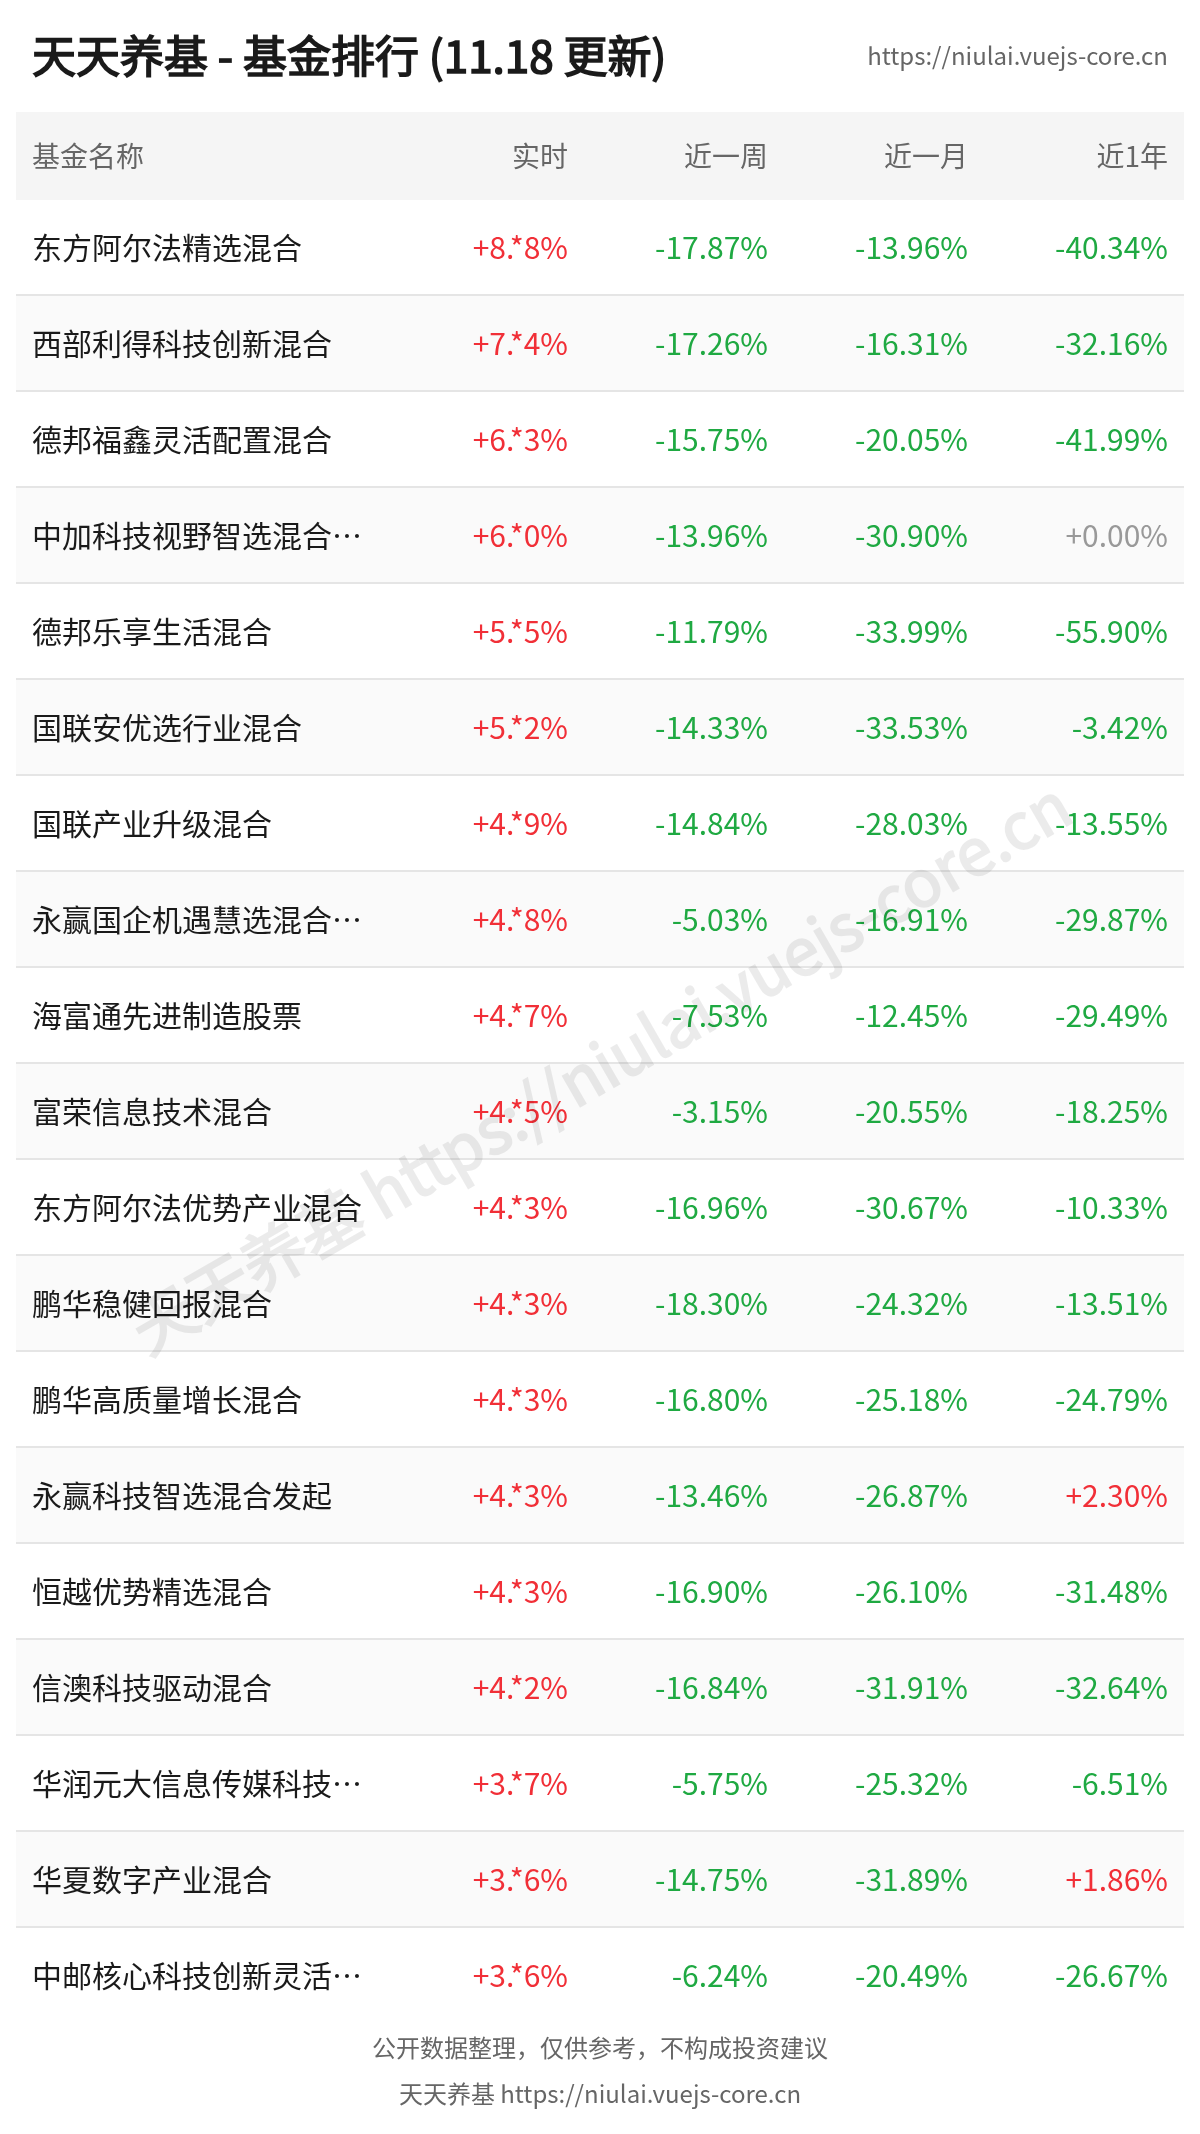 天天养基 - 基金排行 (11.18 更新) https://niulai.vuejs-core.cn
基金名称 实时 近一周 近一月 近1年
东方阿尔法精选混合 +8.*8% -17.87% -13.96% -40.34%
西部利得科技创新混合 +7.*4% -17.26% -16.31% -32.16%
德邦福鑫灵活配置混合 +6.*3% -15.75% -20.05% -41.99%
中加科技视野智选混合… +6.*0% -13.96% -30.90% +0.00%
德邦乐享生活混合 +5.*5% -11.79% -33.99% -55.90%
国联安优选行业混合 +5.*2% -14.33% -33.53% -3.42%
国联产业升级混合 +4.*9% -14.84% -28.03% -13.55%
永赢国企机遇慧选混合… +4.*8% -5.03% -16.91% -29.87%
海富通先进制造股票 +4.*7% -7.53% -12.45% -29.49%
富荣信息技术混合 +4.*5% -3.15% -20.55% -18.25%
东方阿尔法优势产业混合 +4.*3% -16.96% -30.67% -10.33%
鹏华稳健回报混合 +4.*3% -18.30% -24.32% -13.51%
鹏华高质量增长混合 +4.*3% -16.80% -25.18% -24.79%
永赢科技智选混合发起 +4.*3% -13.46% -26.87% +2.30%
恒越优势精选混合 +4.*3% -16.90% -26.10% -31.48%
信澳科技驱动混合 +4.*2% -16.84% -31.91% -32.64%
华润元大信息传媒科技… +3.*7% -5.75% -25.32% -6.51%
华夏数字产业混合 +3.*6% -14.75% -31.89% +1.86%
中邮核心科技创新灵活… +3.*6% -6.24% -20.49% -26.67%
天天养基 https://niulai.vuejs-core.cn
公开数据整理，仅供参考，不构成投资建议
天天养基 https://niulai.vuejs-core.cn